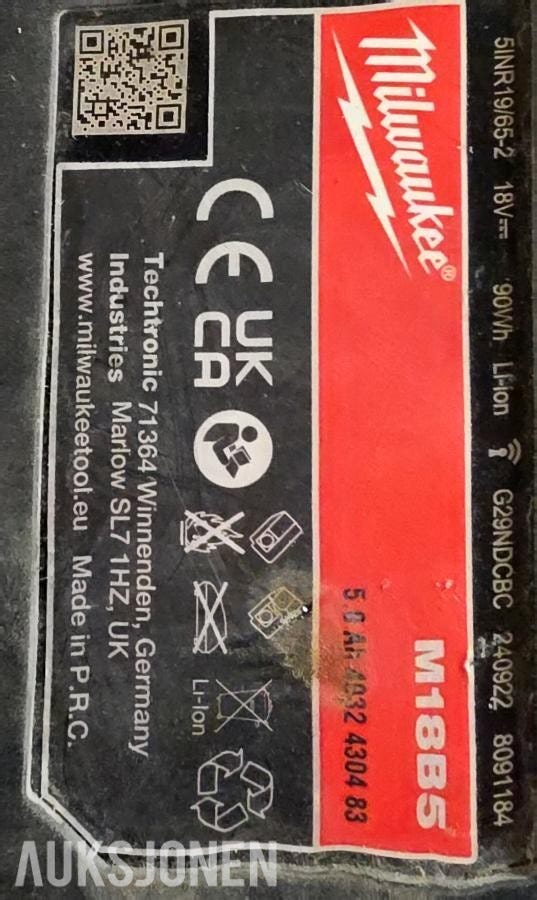 5INR19/65-2 18V⎓ 90Wh Li-Ion G29NDCBC 240922, 8091184
Milwaukee®
M18B5
5.0 Ah 4932 4304 83
CE UK
CA
Li-Ion
Techtronic 71364 Winnenden, Germany
Industries Marlow SL7 1HZ, UK
www.milwaukeetool.eu Made in P.R.C.
AUKSJONEN